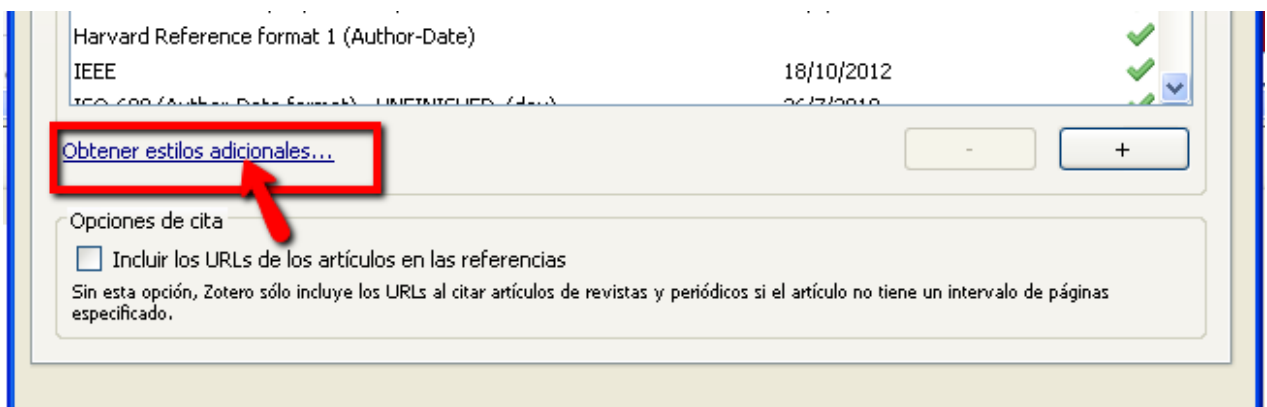 Harvard Reference format 1 (Author-Date)
IEEE 18/10/2012
Obtener estilos adicionales...
- +
Opciones de cita
Incluir los URLs de los artículos en las referencias
Sin esta opción, Zotero sólo incluye los URLs al citar artículos de revistas y periódicos si el artículo no tiene un intervalo de páginas
especificado.